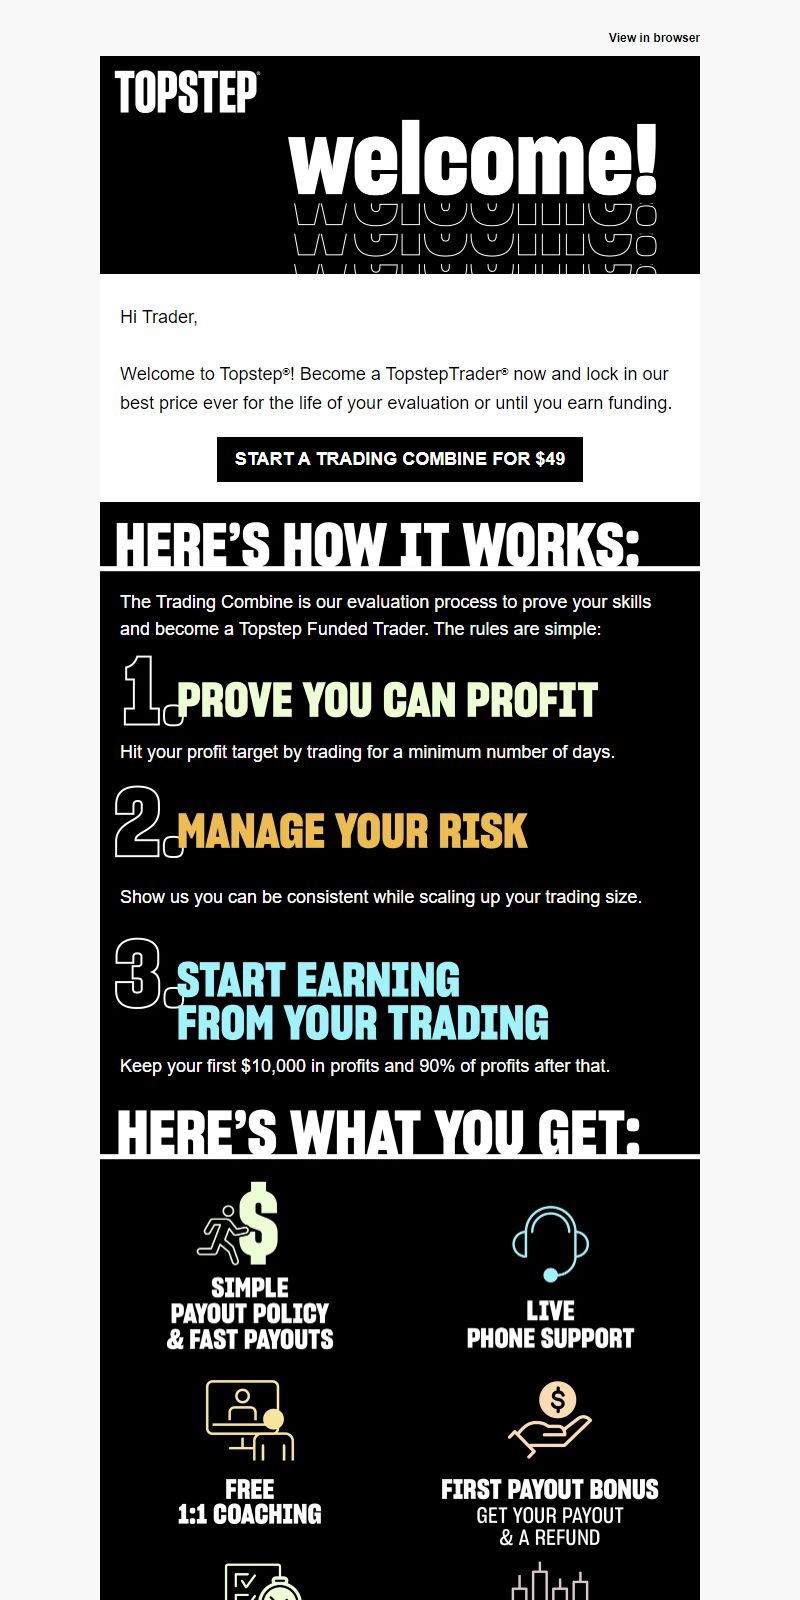 View in browser
TOPSTEP®
welcome!
welcome!
welcome!
welcome!
Hi Trader,
Welcome to Topstep®! Become a TopstepTrader® now and lock in our
best price ever for the life of your evaluation or until you earn funding.
START A TRADING COMBINE FOR $49
HERE'S HOW IT WORKS:
The Trading Combine is our evaluation process to prove your skills
and become a Topstep Funded Trader. The rules are simple:
1. PROVE YOU CAN PROFIT
Hit your profit target by trading for a minimum number of days.
2. MANAGE YOUR RISK
Show us you can be consistent while scaling up your trading size.
3. START EARNING
FROM YOUR TRADING
Keep your first $10,000 in profits and 90% of profits after that.
HERE'S WHAT YOU GET:
$
SIMPLE
PAYOUT POLICY
& FAST PAYOUTS
LIVE
PHONE SUPPORT
$
FREE
1:1 COACHING
FIRST PAYOUT BONUS
GET YOUR PAYOUT
& A REFUND